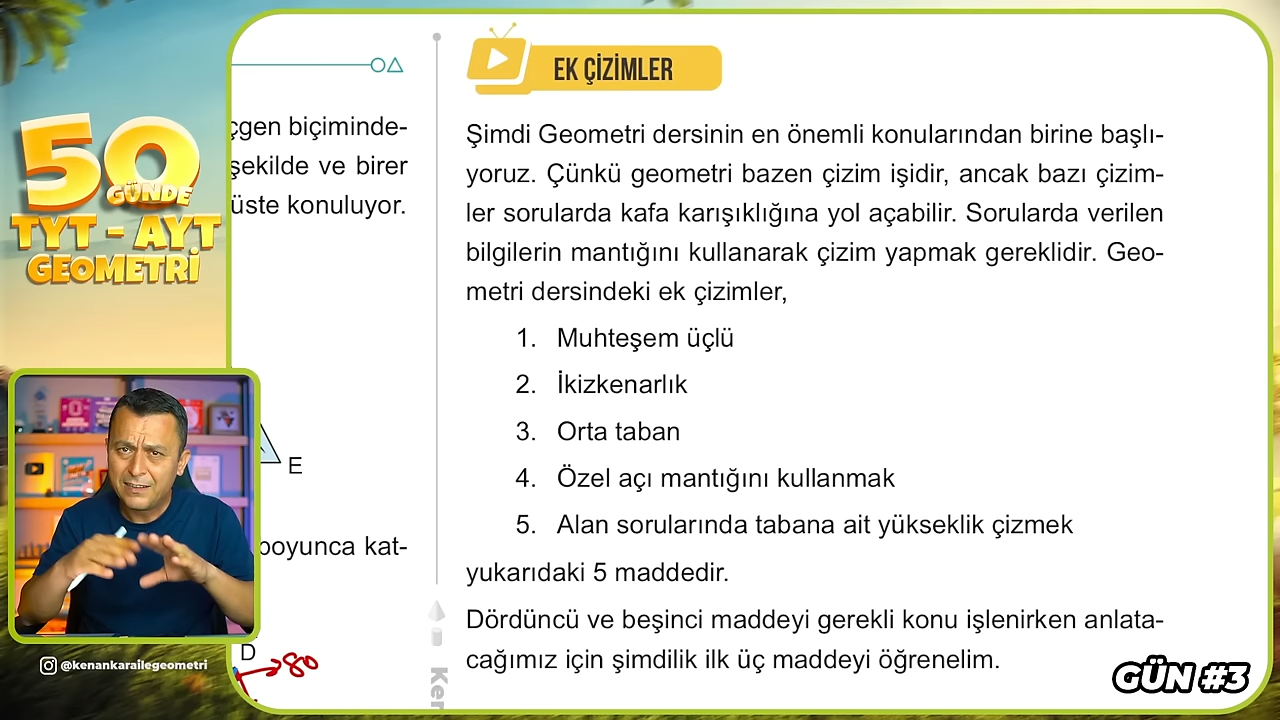 50
GÜNDE
TYT - AYT
GEOMETRİ
çgen biçiminde-
şekilde ve birer
üste konuluyor.
E
boyunca kat-
D
80
@kenankarailegeometri
Ker
EK ÇİZİMLER
Şimdi Geometri dersinin en önemli konularından birine başlı-
yoruz. Çünkü geometri bazen çizim işidir, ancak bazı çizim-
ler sorularda kafa karışıklığına yol açabilir. Sorularda verilen
bilgilerin mantığını kullanarak çizim yapmak gereklidir. Geo-
metri dersindeki ek çizimler,
1. Muhteşem üçlü
2. İkizkenarlık
3. Orta taban
4. Özel açı mantığını kullanmak
5. Alan sorularında tabana ait yükseklik çizmek
yukarıdaki 5 maddedir.
Dördüncü ve beşinci maddeyi gerekli konu işlenirken anlata-
cağımız için şimdilik ilk üç maddeyi öğrenelim.
GÜN #3